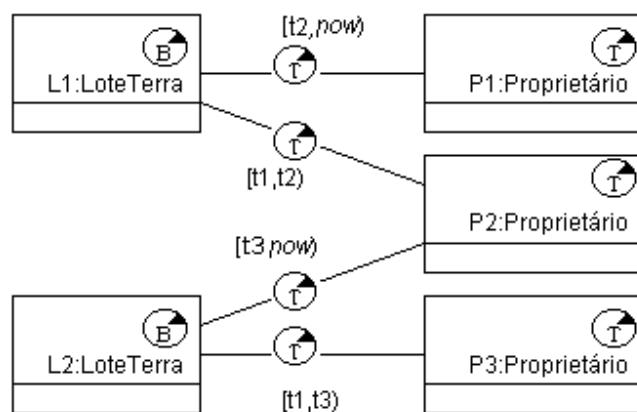 [t2,now)
B
T
T
L1:LoteTerra
P1:Proprietário
T
T
[t1,t2)
P2:Proprietário
[t3 now)
T
B
T
T
L2:LoteTerra
P3:Proprietário
[t1,t3)